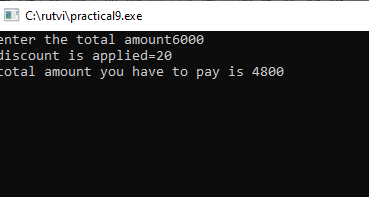 C:\rutvi\practical9.exe
enter the total amount6000
discount is applied=20
total amount you have to pay is 4800